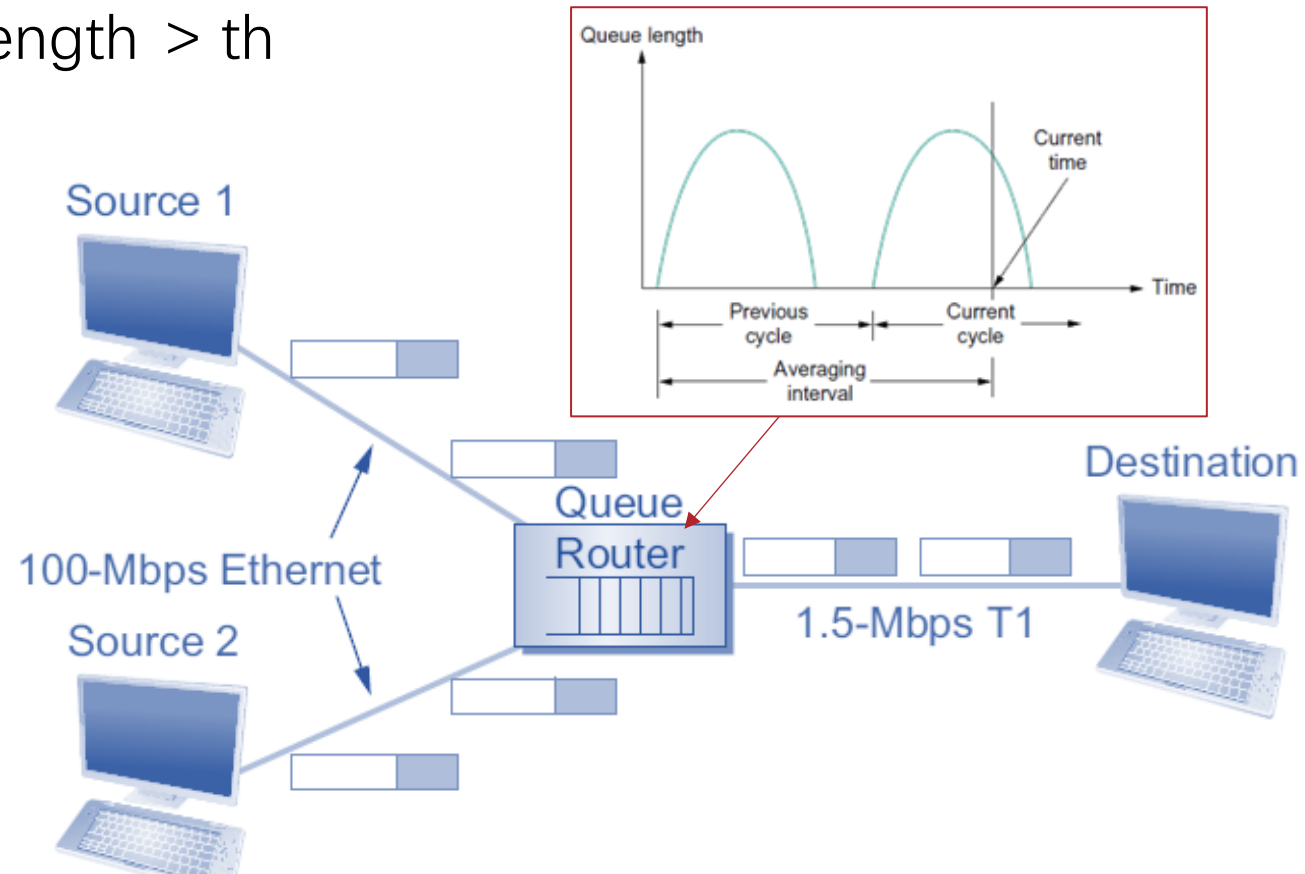 ength > th
Queue length
Current
time
Time
Previous
cycle
Current
cycle
Averaging
interval
Source 1
Destination
Queue
Router
100-Mbps Ethernet
1.5-Mbps T1
Source 2